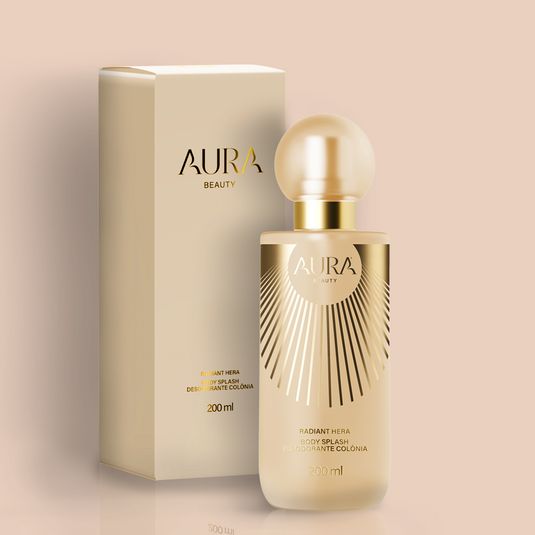 AURA
BEAUTY
RADIANT HERA
BODY SPLASH
DESODORANTE COLÔNIA
200 ml
AURA
BEAUTY
RADIANT HERA
BODY SPLASH
DESODORANTE COLÔNIA
200 ml